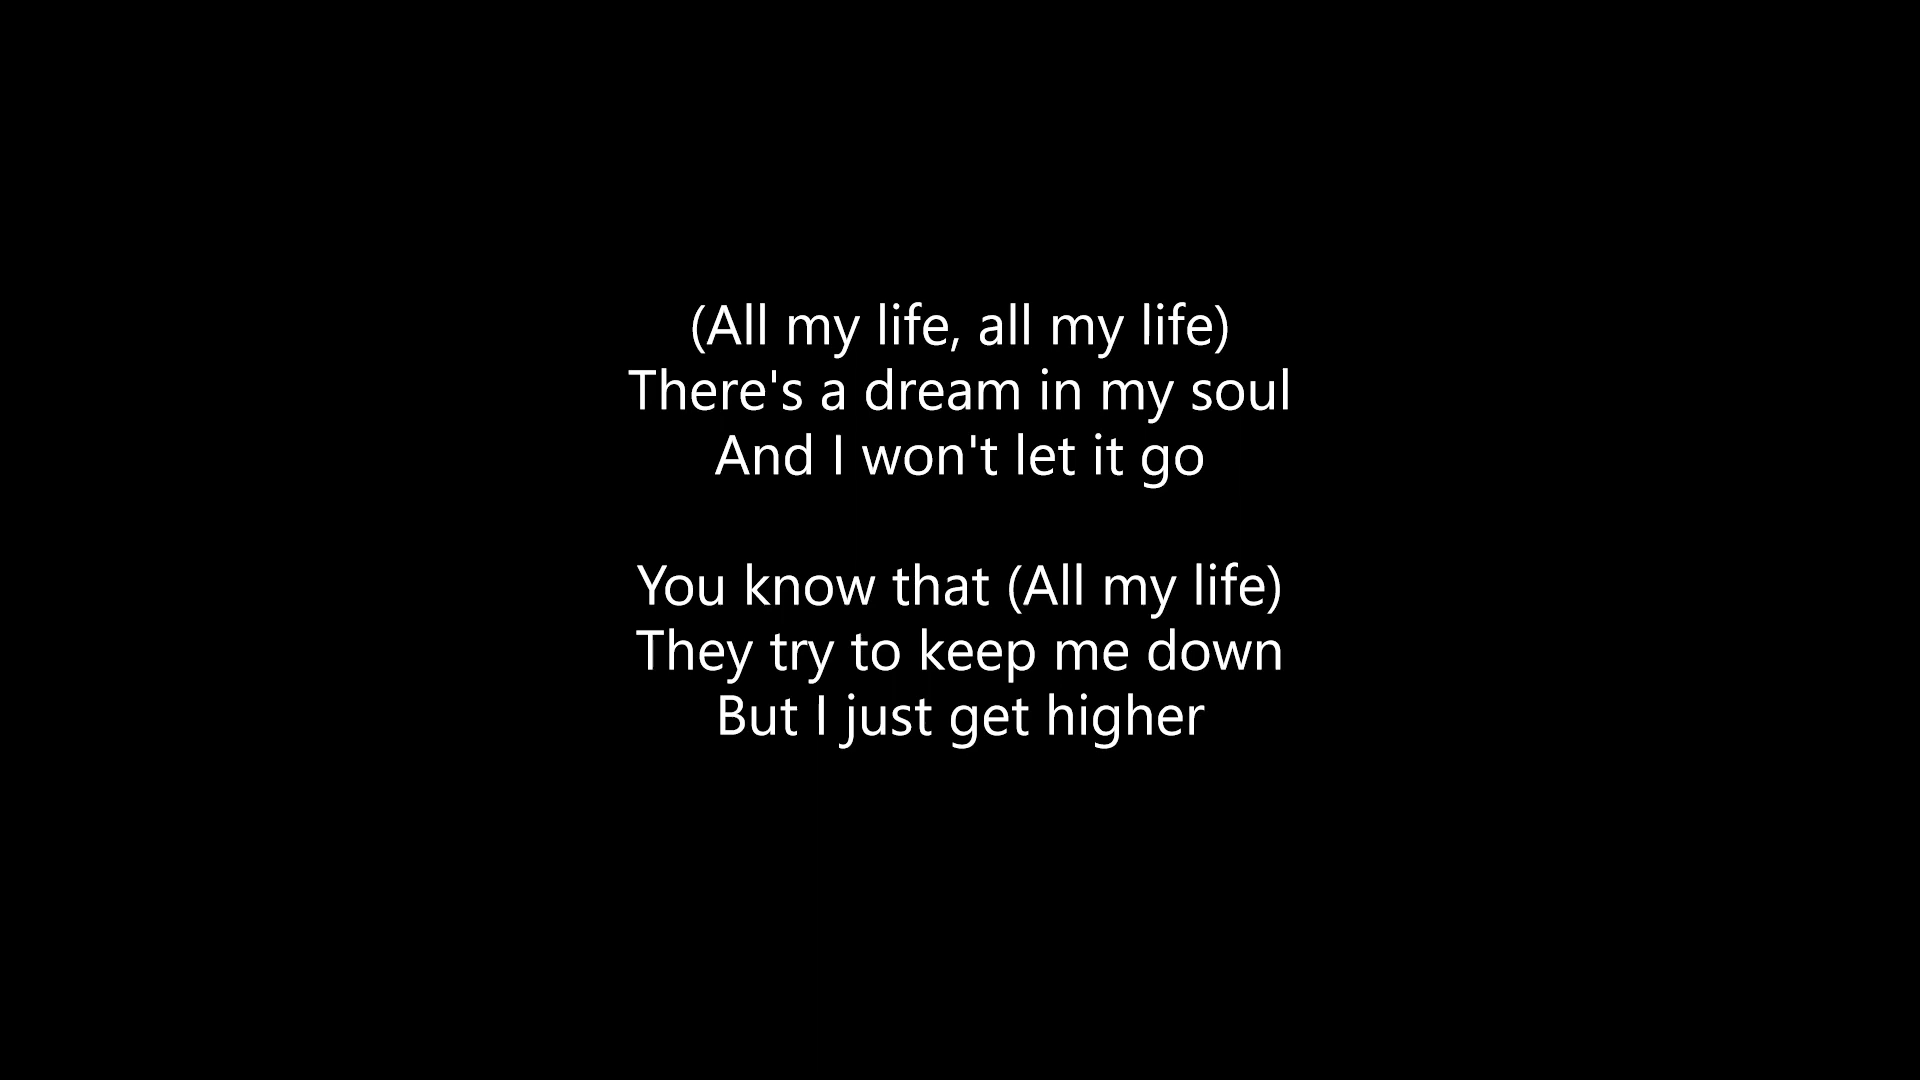 (All my life, all my life)
There's a dream in my soul
And I won't let it go
You know that (All my life)
They try to keep me down
But I just get higher